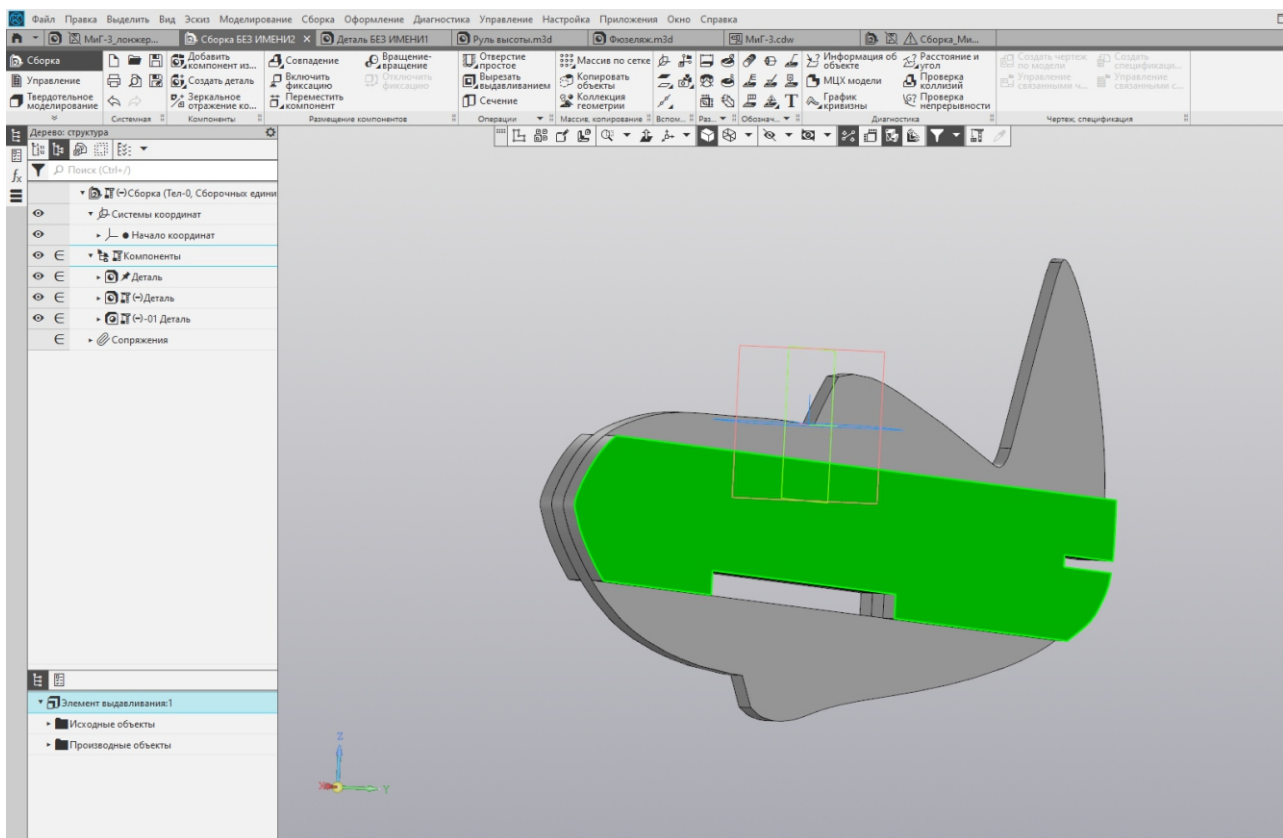 Файл Правка Выделить Вид Эскиз Моделирование Сборка Оформление Диагностика Управление Настройка Приложения Окно Справка
МиГ-3_лонжер... Сборка БЕЗ ИМЕНИ2 × Деталь БЕЗ ИМЕНИ1 Руль высоты.m3d Фюзеляж.m3d МиГ-3.cdw Сборка_Ми...
Сборка
Управление
Твердотельное моделирование
Системная
Добавить компонент из...
Создать деталь
Зеркальное отражение ко...
Компоненты
Совпадение
Включить фиксацию
Переместить компонент
Вращение-вращение
Отключить фиксацию
Размещение компонентов
Отверстие простое
Вырезать выдавливанием
Сечение
Операции
Массив по сетке
Копировать объекты
Коллекция геометрии
Массив, копирование
Вспом...
Раз...
Обознач...
Информация об объекте
МЦХ модели
График кривизны
Расстояние и угол
Проверка коллизий
Проверка непрерывности
Диагностика
Создать чертеж по модели
Управление связанными ч...
Создать спецификаци...
Управление связанными с...
Чертеж, спецификация
Дерево: структура
Поиск (Ctrl+/)
(-)Сборка (Тел-0, Сборочных едини
Системы координат
Начало координат
Компоненты
Деталь
(-)Деталь
(-)-01 Деталь
Сопряжения
Элемент выдавливания:1
Исходные объекты
Производные объекты
Z
X
Y